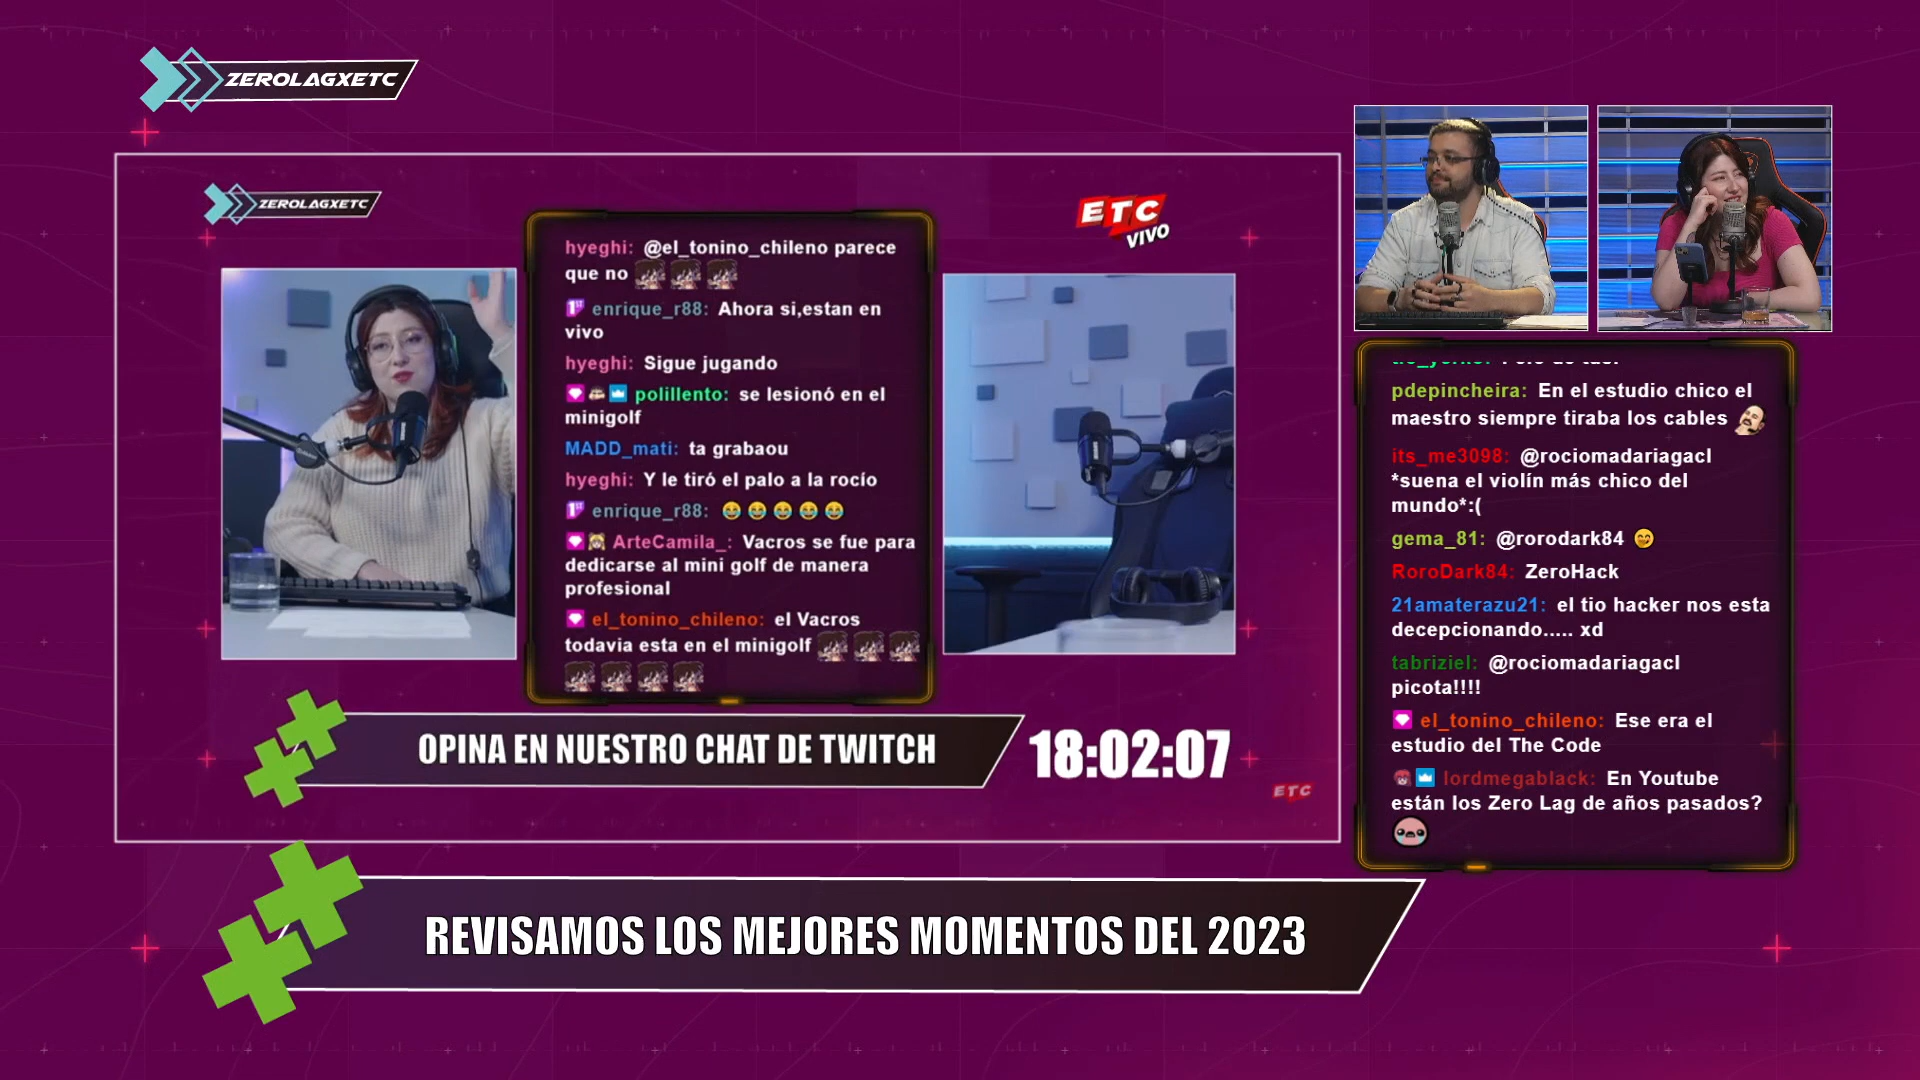 ZEROLAGXETC
ZEROLAGXETC
ETC
VIVO
hyeghi: @el_tonino_chileno parece
que no
enrique_r88: Ahora si,estan en
vivo
hyeghi: Sigue jugando
polillento: se lesionó en el
minigolf
MADD_mati: ta grabaou
hyeghi: Y le tiró el palo a la rocío
enrique_r88: 😂😂😂😂😂
ArteCamila_: Vacros se fue para
dedicarse al mini golf de manera
profesional
el_tonino_chileno: el Vacros
todavia esta en el minigolf
OPINA EN NUESTRO CHAT DE TWITCH
18:02:07
ETC
pdepincheira: En el estudio chico el
maestro siempre tiraba los cables
its_me3098: @rociomadariagacl
*suena el violín más chico del
mundo*:(
gema_81: @rorodark84 😋
RoroDark84: ZeroHack
21amaterazu21: el tio hacker nos esta
decepcionando..... xd
tabriziel: @rociomadariagacl
picota!!!!
el_tonino_chileno: Ese era el
estudio del The Code
lordmegablack: En Youtube
están los Zero Lag de años pasados?
REVISAMOS LOS MEJORES MOMENTOS DEL 2023